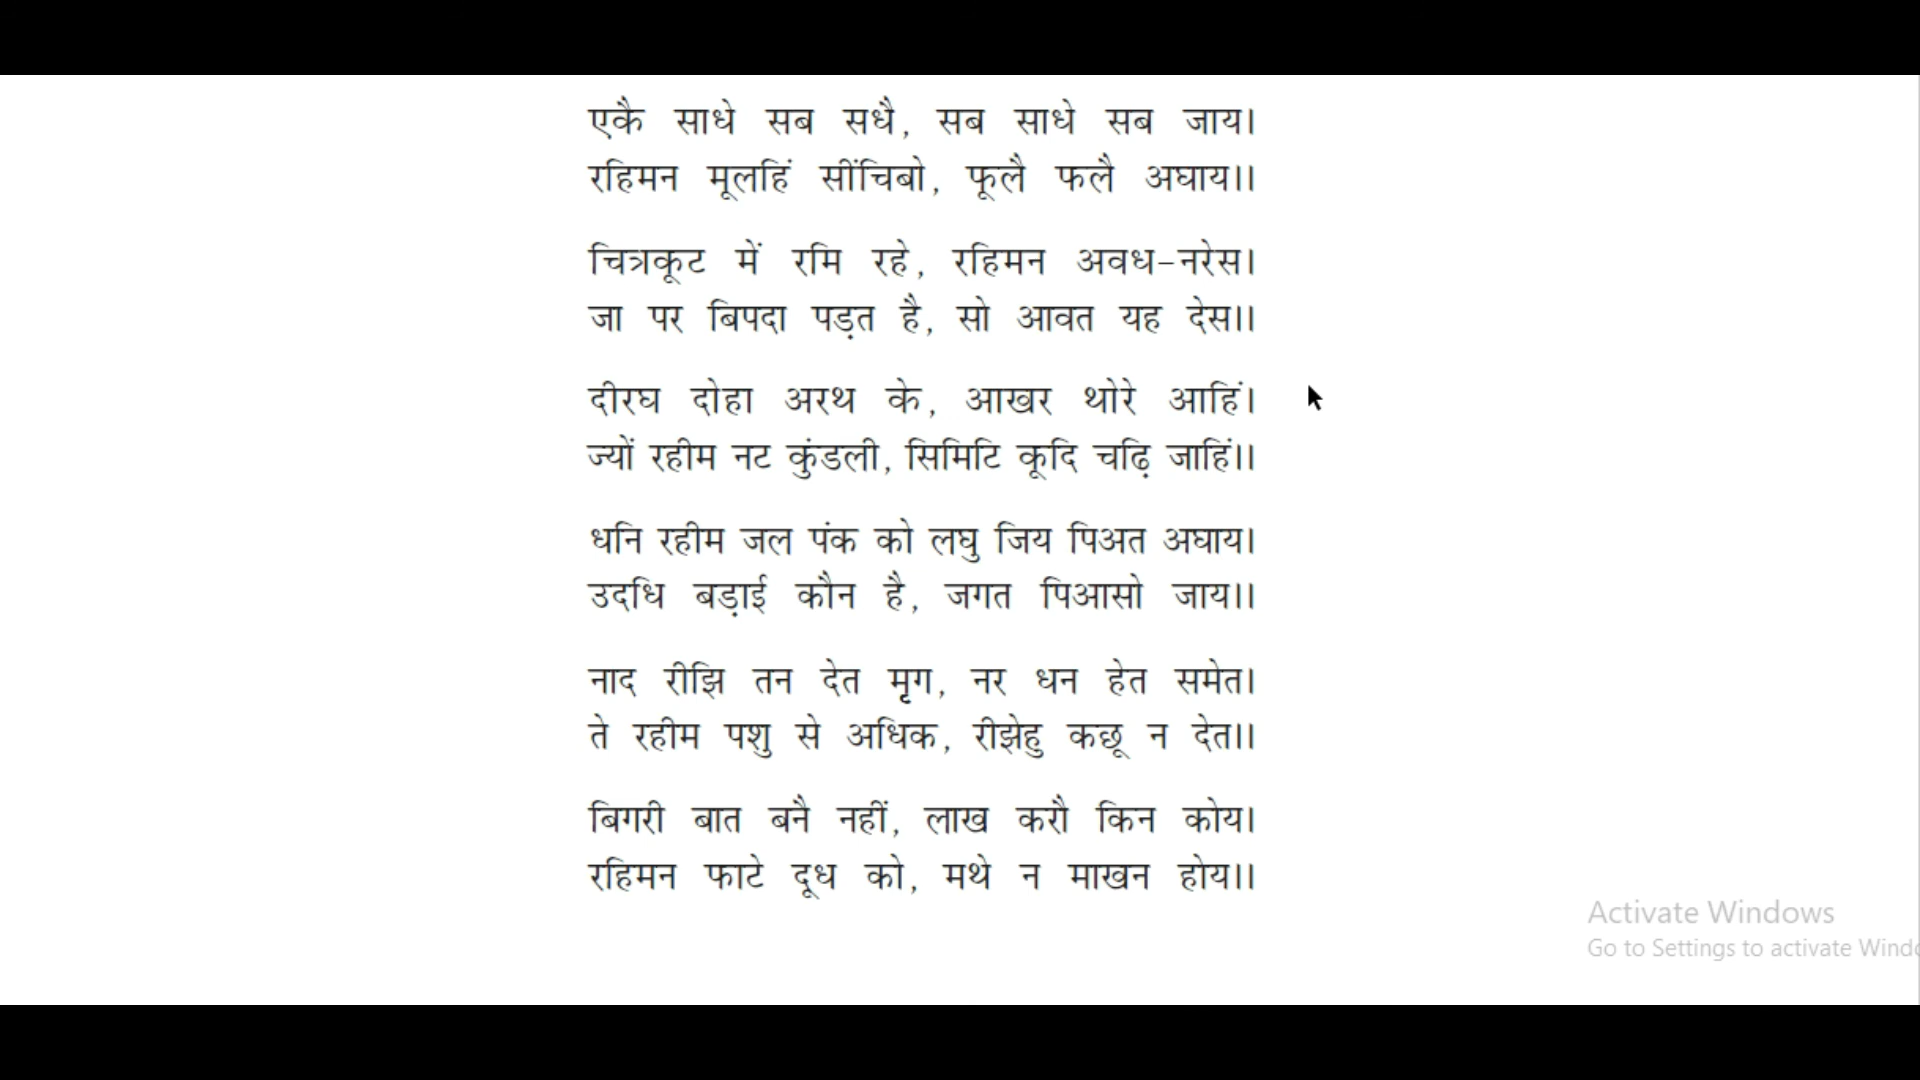 एकै साधे सब सधै, सब साधे सब जाय।
रहिमन मूलहिं सींचिबो, फूलै फलै अघाय।।
चित्रकूट में रमि रहे, रहिमन अवध-नरेस।
जा पर बिपदा पड़त है, सो आवत यह देस।।
दीरघ दोहा अरथ के, आखर थोरे आहिं।
ज्यों रहीम नट कुंडली, सिमिटि कूदि चढ़ि जाहिं।।
धनि रहीम जल पंक को लघु जिय पिअत अघाय।
उदधि बड़ाई कौन है, जगत पिआसो जाय।।
नाद रीझि तन देत मृग, नर धन हेत समेत।
ते रहीम पशु से अधिक, रीझेहु कछू न देत।।
बिगरी बात बनै नहीं, लाख करौ किन कोय।
रहिमन फाटे दूध को, मथे न माखन होय।।
Activate Windows
Go to Settings to activate Windo